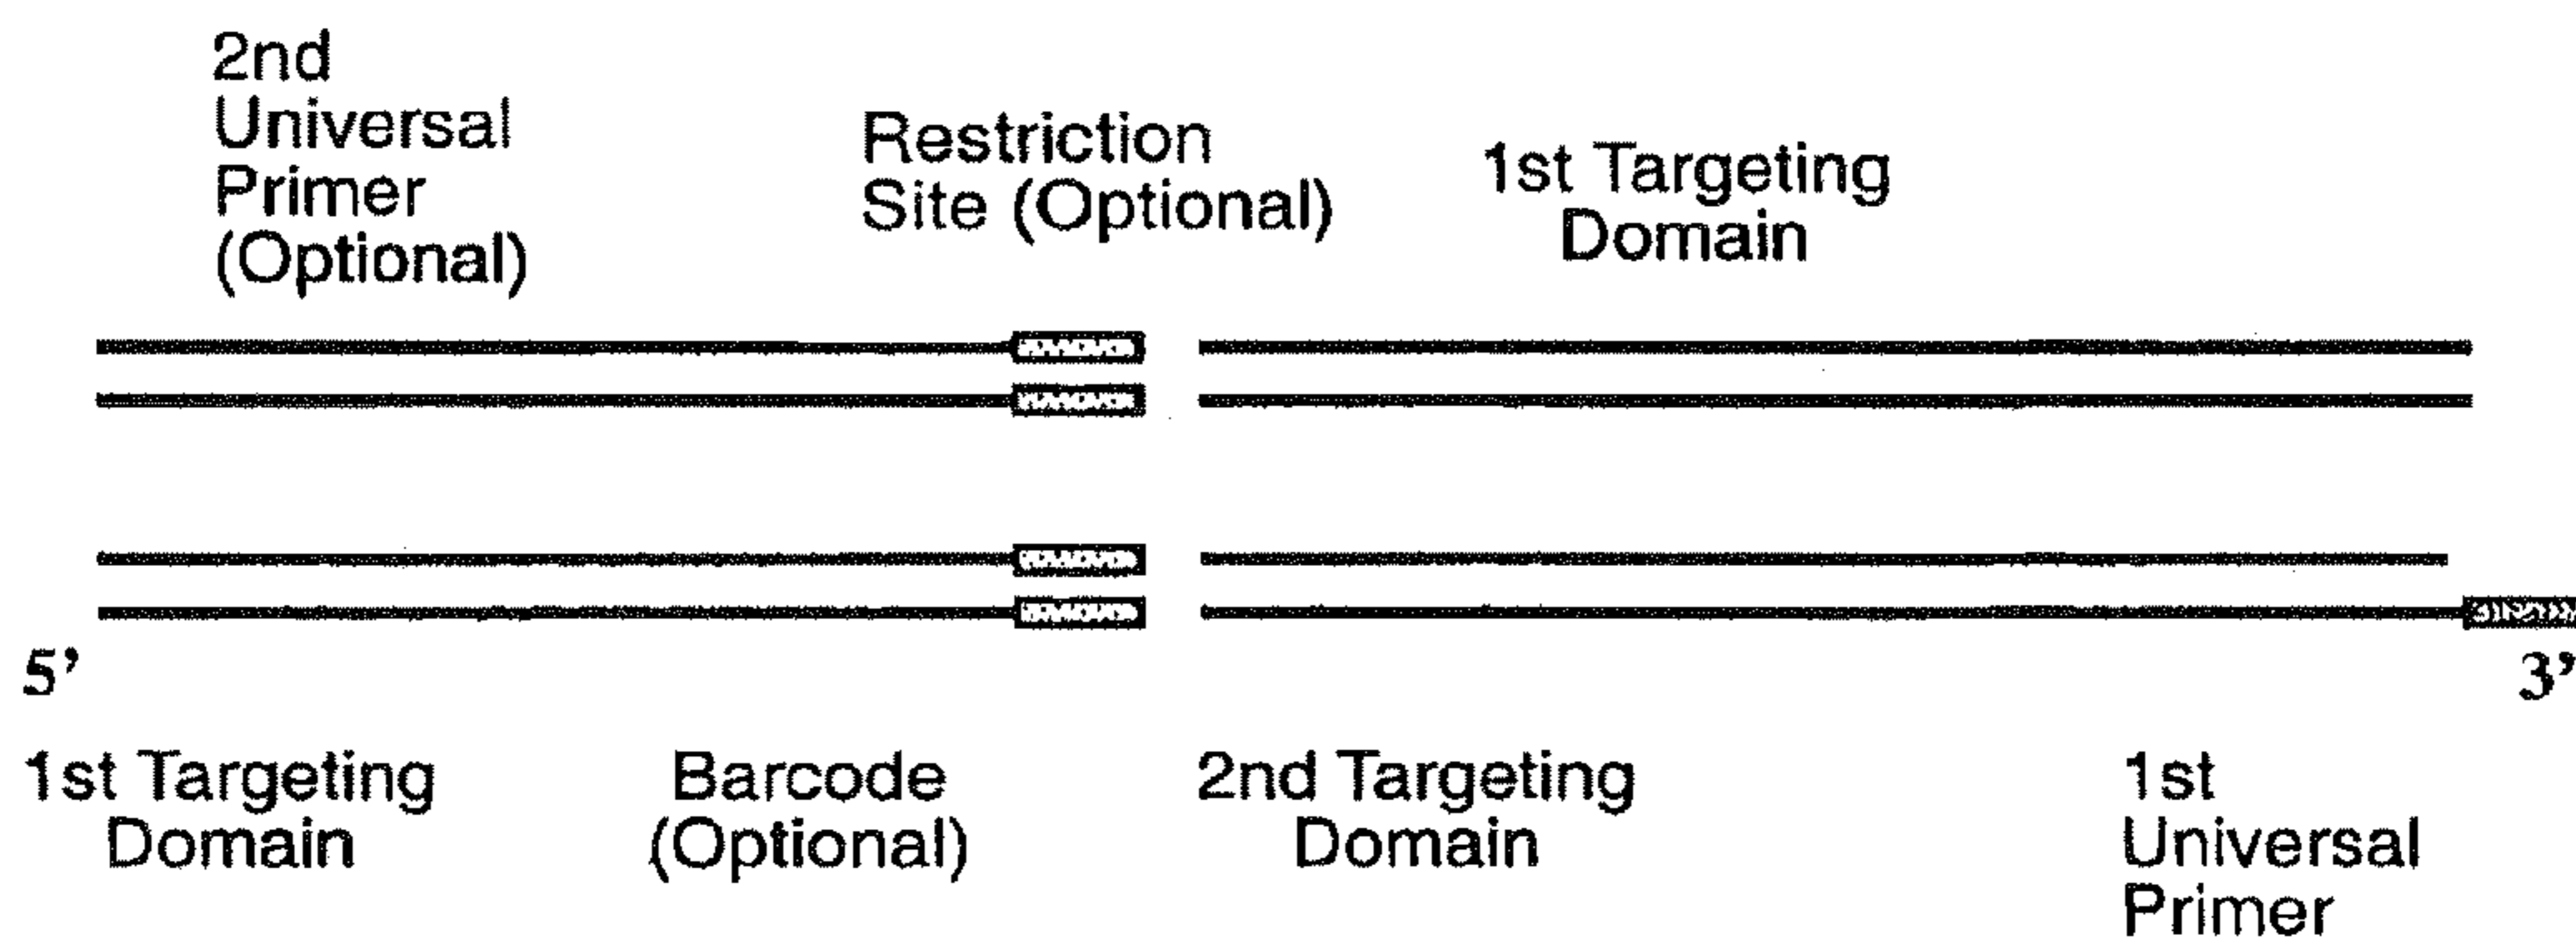 2nd
Universal
Primer
(Optional)
Restriction
Site (Optional)
1st Targeting
Domain
5’
3’
1st Targeting
Domain
Barcode
(Optional)
2nd Targeting
Domain
1st
Universal
Primer